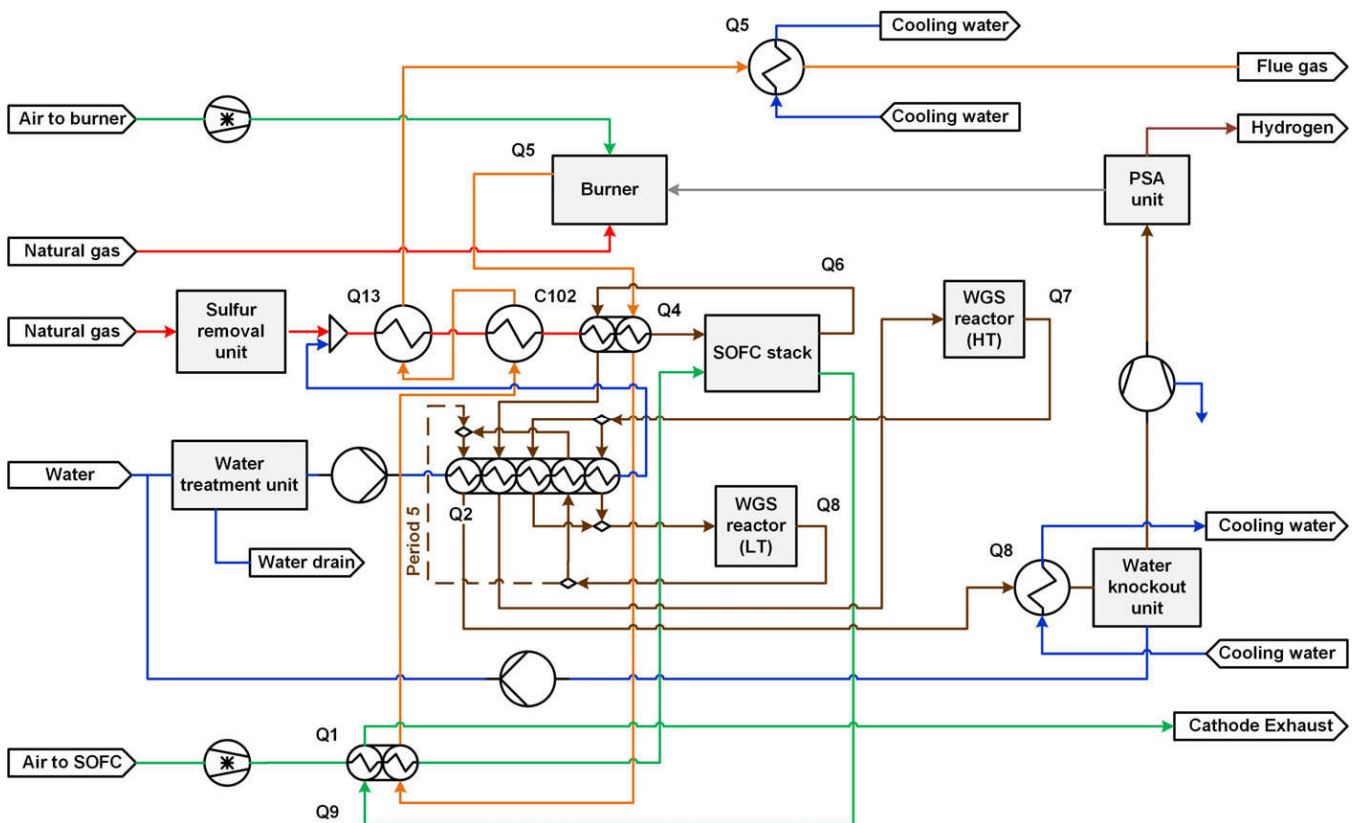 Q5
Cooling water
Flue gas
Air to burner
Cooling water
Hydrogen
Q5
Burner
PSA
unit
Natural gas
Q6
Natural gas
Sulfur
removal
unit
Q13
C102
Q4
SOFC stack
WGS
reactor
(HT)
Q7
Water
Water
treatment unit
Period 5
Q2
WGS
reactor
(LT)
Q8
Water drain
Cooling water
Q8
Water
knockout
unit
Cooling water
Cathode Exhaust
Q1
Air to SOFC
Q9